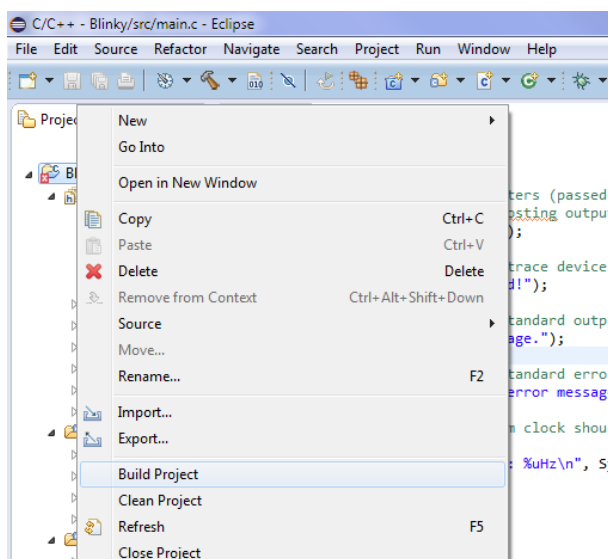 C/C++ - Blinky/src/main.c - Eclipse
File Edit Source Refactor Navigate Search Project Run Window Help
Projec
Bl
New
Go Into
Open in New Window
Copy Ctrl+C
Paste Ctrl+V
Delete Delete
Remove from Context Ctrl+Alt+Shift+Down
Source
Move...
Rename... F2
Import...
Export...
Build Project
Clean Project
Refresh F5
Close Project
ters (passed
osting outpu
);
trace device
d!");
tandard outp
age.");
tandard erro
error messag
m clock shou
: %uHz\n", S